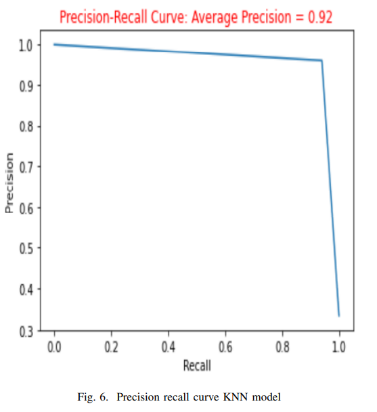 Precision-Recall Curve: Average Precision = 0.92
1.0
0.9
0.8
0.7
0.6
0.5
0.4
0.3
Precision
0.0 0.2 0.4 0.6 0.8 1.0
Recall
Fig. 6. Precision recall curve KNN model